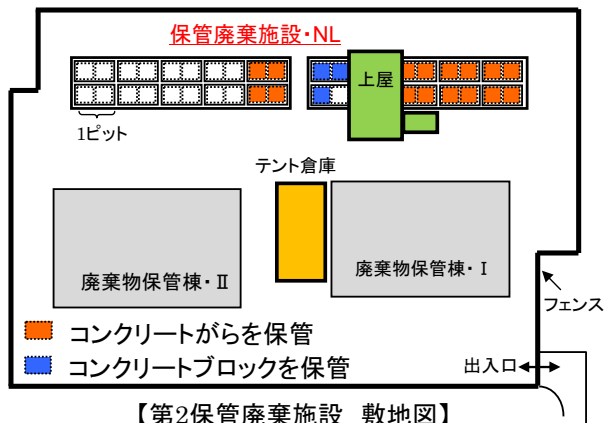 保管廃棄施設・NL
上屋
1ピット
テント倉庫
廃棄物保管棟・Ⅱ
廃棄物保管棟・Ⅰ
フェンス
コンクリートがらを保管
コンクリートブロックを保管
出入口
【第2保管廃棄施設 敷地図】